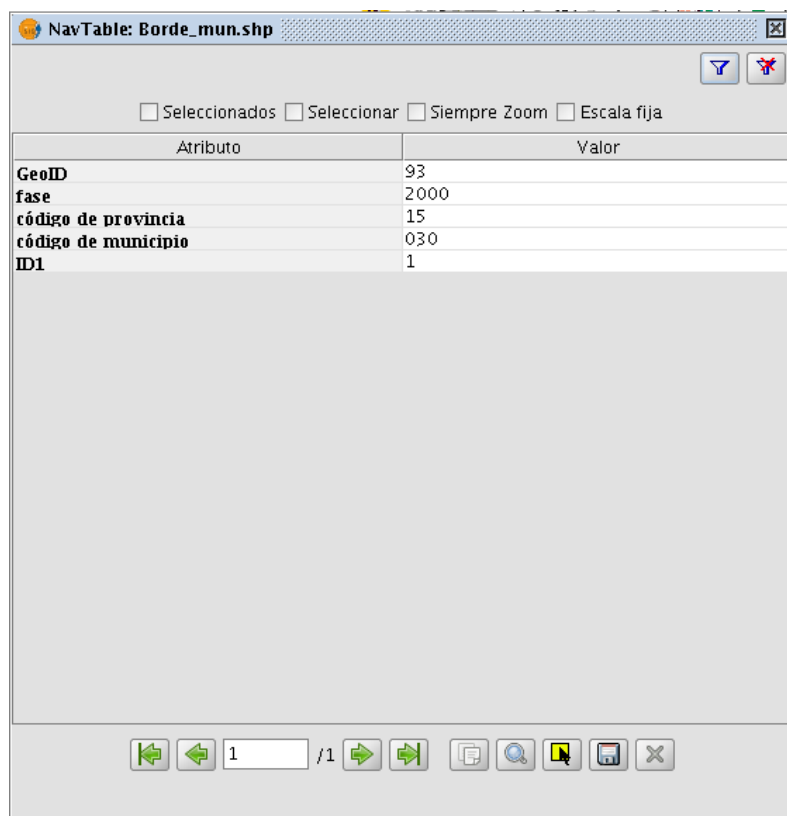 NavTable: Borde_mun.shp
Seleccionados Seleccionar Siempre Zoom Escala fija
Atributo Valor
GeoID 93
fase 2000
código de provincia 15
código de municipio 030
ID1 1
1 /1